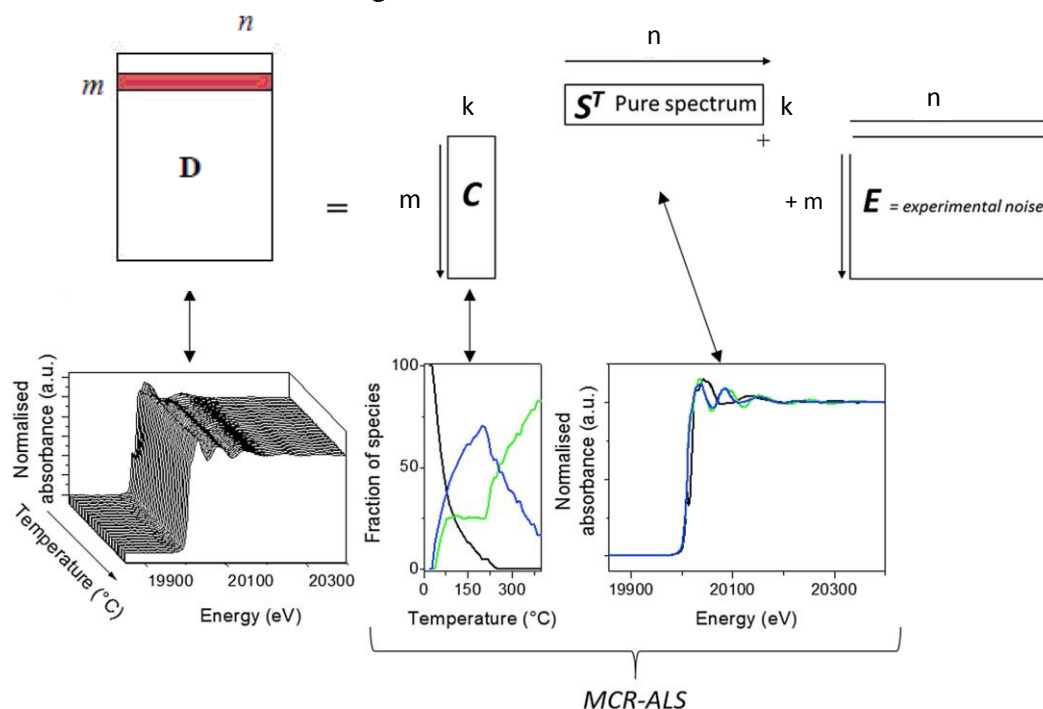 n
m
D
=
k
m
C
n
S^T Pure spectrum
k
+
n
+ m
E = experimental noise
Normalised
absorbance (a.u.)
Temperature (°C)
19900 20100 20300
Energy (eV)
Fraction of species
100
50
0
0 150 300
Temperature (°C)
Normalised
absorbance (a.u.)
19900 20100 20300
Energy (eV)
MCR-ALS